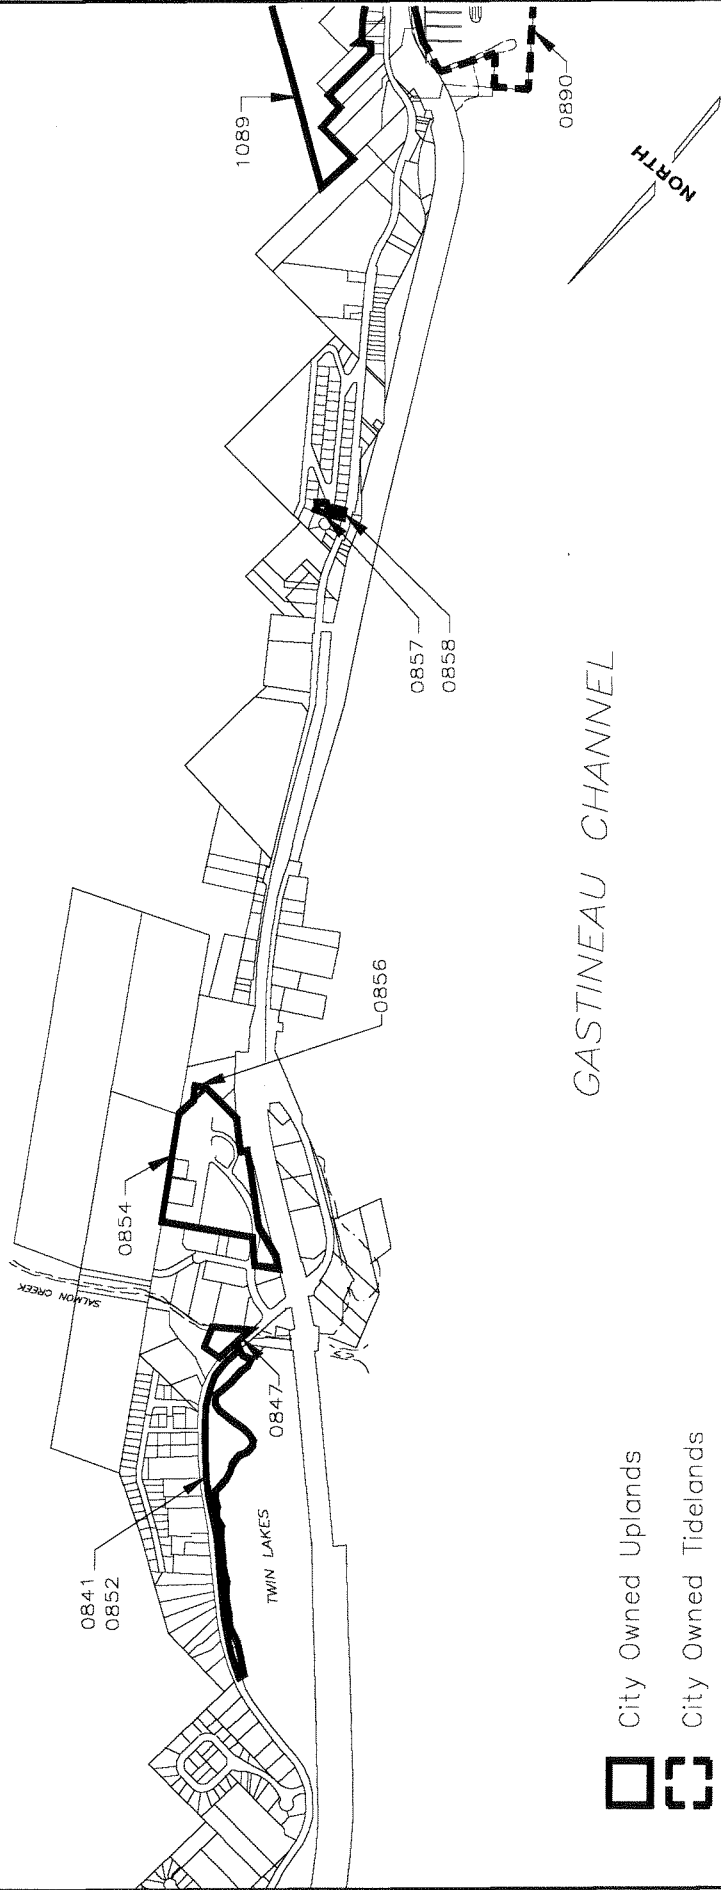 0841
0852
TWIN LAKES
0847
SALMON CREEK
0854
0856
0857
0858
1089
0890
NORTH
GASTINEAU CHANNEL
City Owned Uplands
City Owned Tidelands